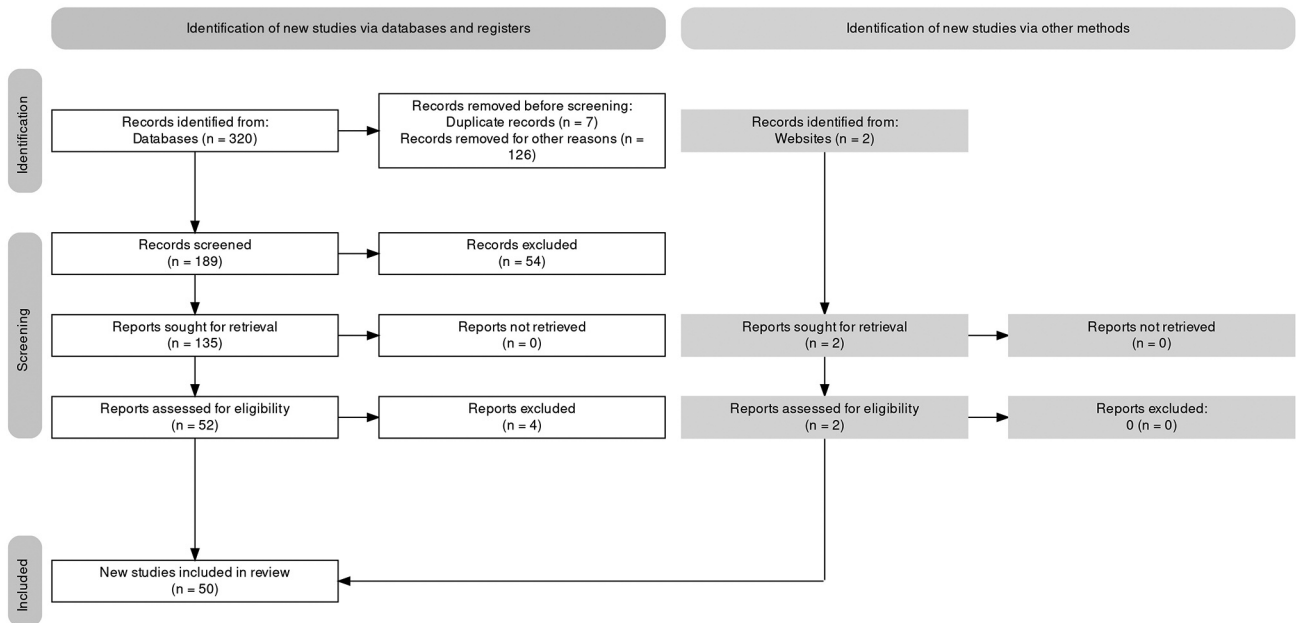 Identification of new studies via databases and registers
Identification of new studies via other methods
Identification
Records identified from:
Databases (n = 320)
Records removed before screening:
Duplicate records (n = 7)
Records removed for other reasons (n =
126)
Records identified from:
Websites (n = 2)
Screening
Records screened
(n = 189)
Records excluded
(n = 54)
Reports sought for retrieval
(n = 135)
Reports not retrieved
(n = 0)
Reports sought for retrieval
(n = 2)
Reports not retrieved
(n = 0)
Reports assessed for eligibility
(n = 52)
Reports excluded
(n = 4)
Reports assessed for eligibility
(n = 2)
Reports excluded:
0 (n = 0)
Included
New studies included in review
(n = 50)